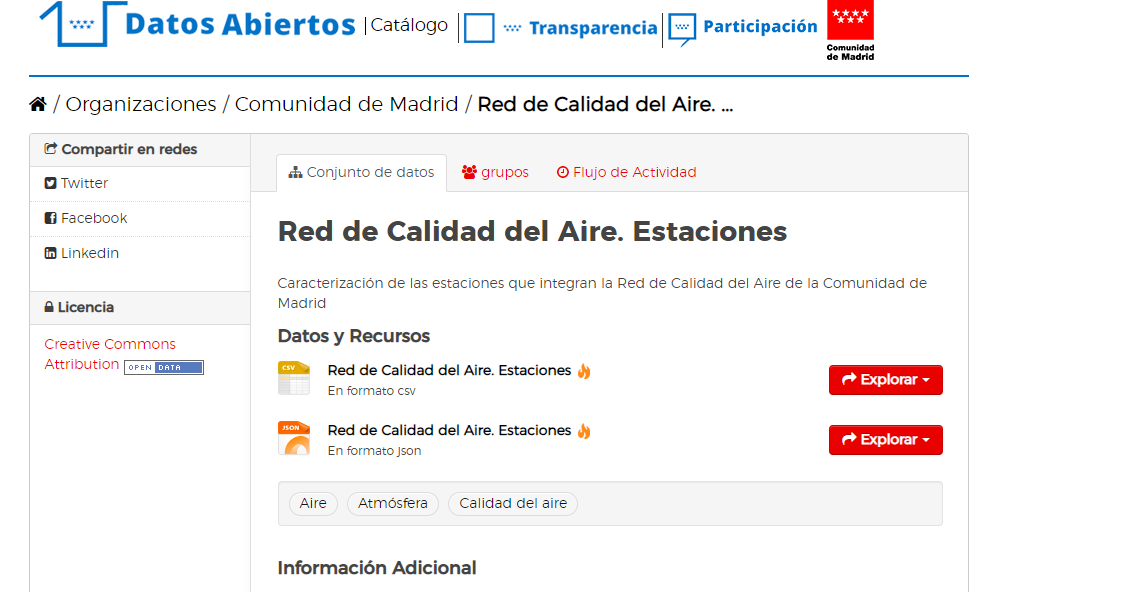 Datos Abiertos | Catálogo Transparencia Participación
Comunidad
de Madrid
/ Organizaciones / Comunidad de Madrid / Red de Calidad del Aire. ...
Compartir en redes
Twitter
Facebook
Linkedin
Licencia
Creative Commons
Attribution OPEN DATA
Conjunto de datos grupos Flujo de Actividad
Red de Calidad del Aire. Estaciones
Caracterización de las estaciones que integran la Red de Calidad del Aire de la Comunidad de
Madrid
Datos y Recursos
CSV Red de Calidad del Aire. Estaciones
En formato csv
Explorar
JSON Red de Calidad del Aire. Estaciones
En formato Json
Explorar
Aire Atmósfera Calidad del aire
Información Adicional